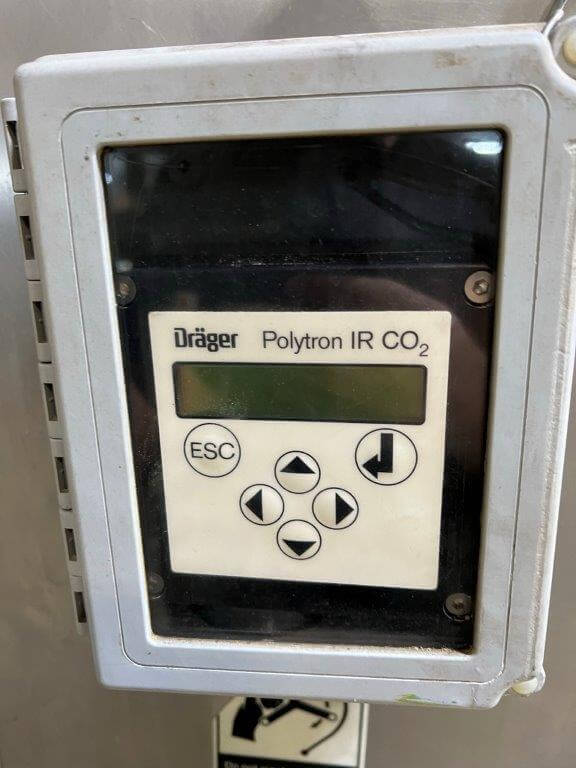 Dräger Polytron IR CO₂
ESC